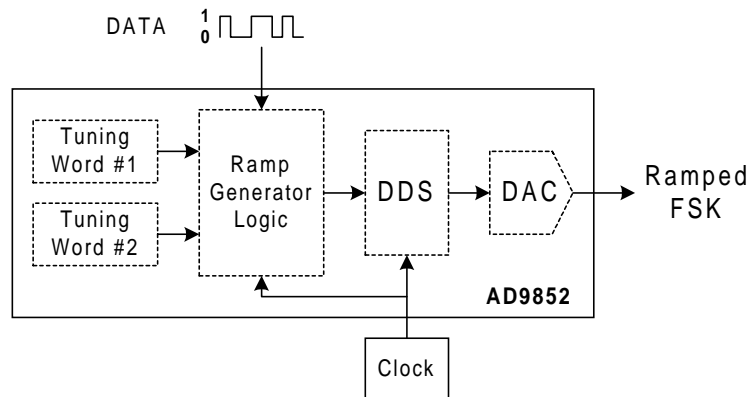 DATA
1
0
Tuning
Word #1
Tuning
Word #2
Ramp
Generator
Logic
DDS
DAC
Ramped
FSK
AD9852
Clock